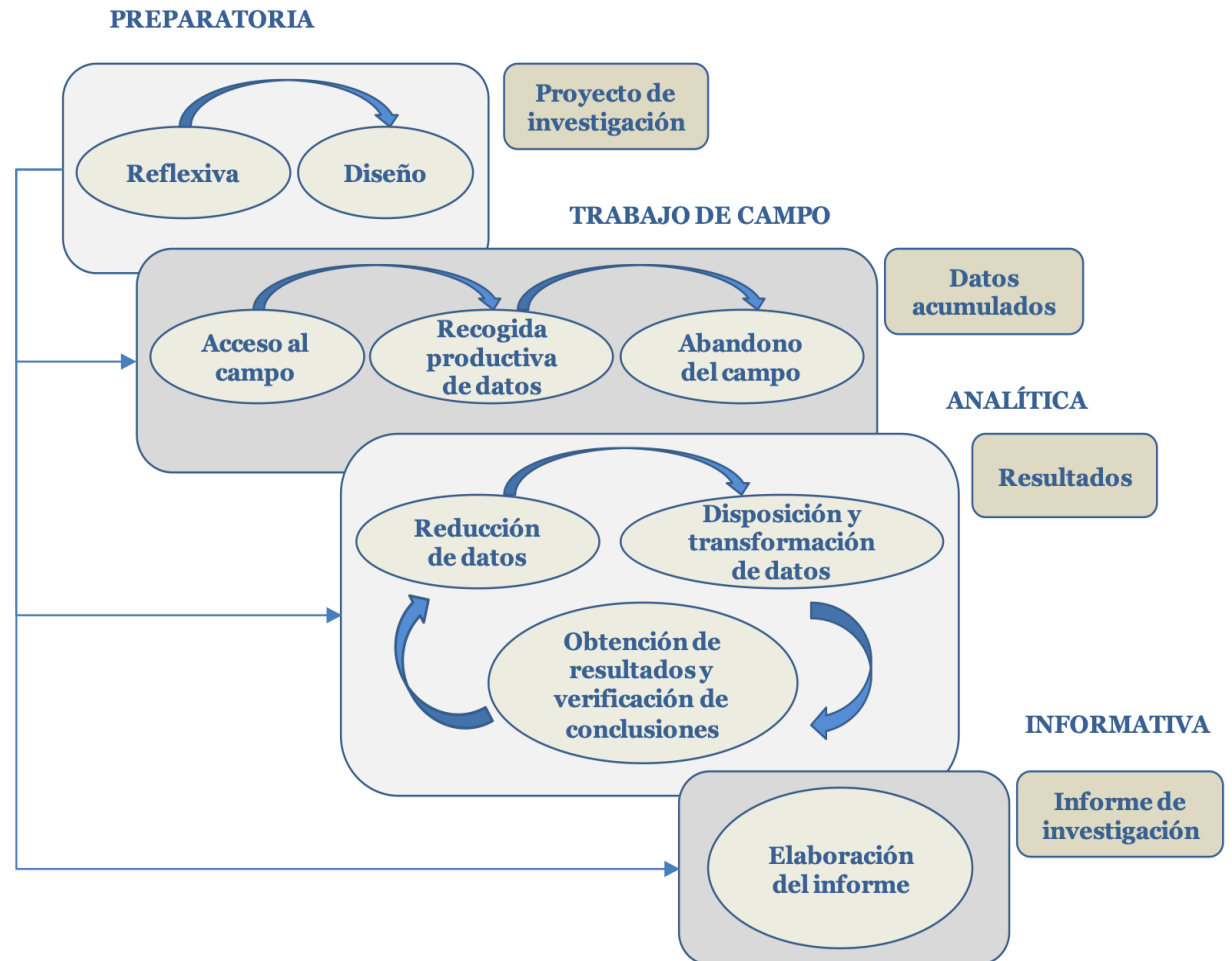 PREPARATORIA
Proyecto de
investigación
Reflexiva
Diseño
TRABAJO DE CAMPO
Datos
acumulados
Acceso al
campo
Recogida
productiva
de datos
Abandono
del campo
ANALÍTICA
Resultados
Reducción
de datos
Disposición y
transformación
de datos
Obtención de
resultados y
verificación de
conclusiones
INFORMATIVA
Informe de
investigación
Elaboración
del informe